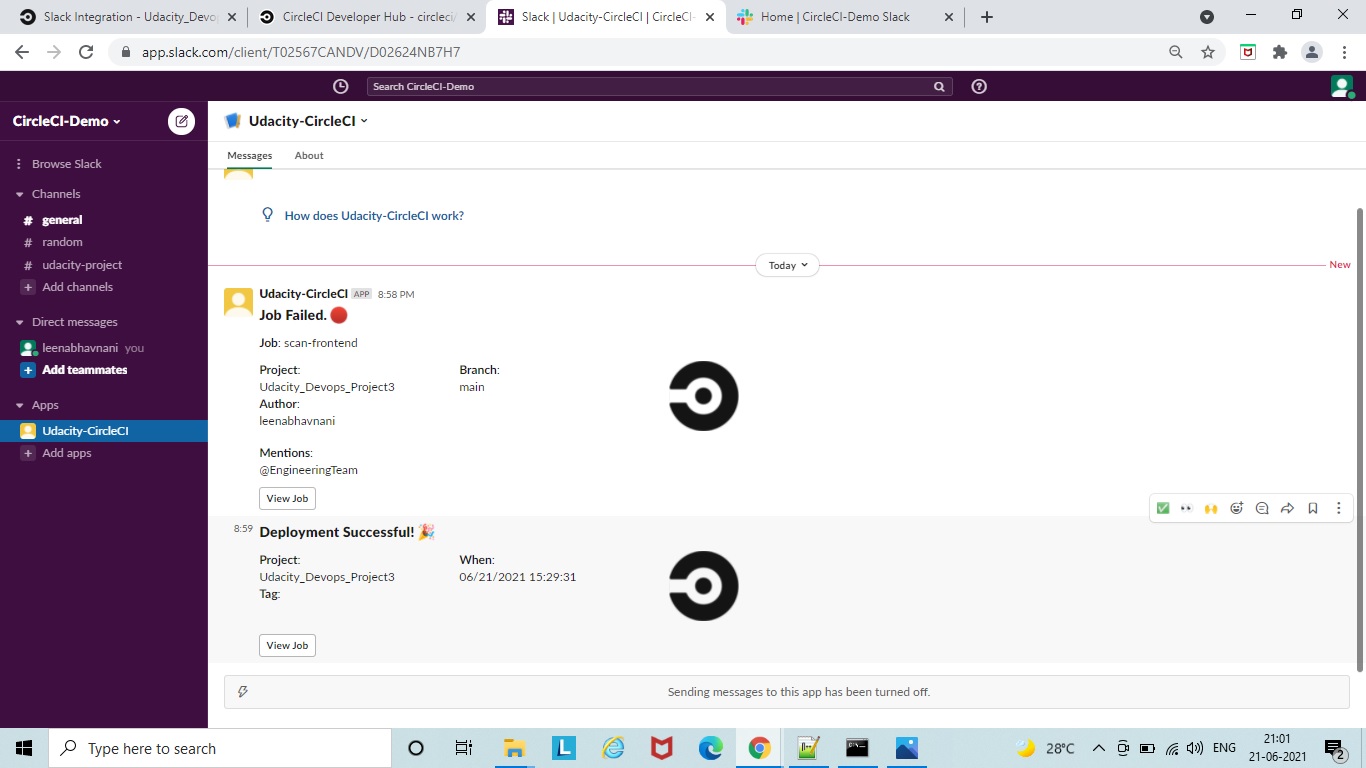 Slack Integration - Udacity_Devo
CircleCI Developer Hub - circleci/
Slack | Udacity-CircleCI | CircleCI-
Home | CircleCI-Demo Slack
app.slack.com/client/T02567CANDV/D02624NB7H7
Search CircleCI-Demo
CircleCI-Demo
Browse Slack
Channels
# general
# random
# udacity-project
+ Add channels
Direct messages
leenabhavnani you
+ Add teammates
Apps
Udacity-CircleCI
+ Add apps
Udacity-CircleCI
Messages About
How does Udacity-CircleCI work?
Today
New
Udacity-CircleCI APP 8:58 PM
Job Failed.
Job: scan-frontend
Project: Branch:
Udacity_Devops_Project3 main
Author:
leenabhavnani
Mentions:
@EngineeringTeam
View Job
8:59 Deployment Successful!
Project: When:
Udacity_Devops_Project3 06/21/2021 15:29:31
Tag:
View Job
Sending messages to this app has been turned off.
Type here to search
28°C
ENG
21:01
21-06-2021
2